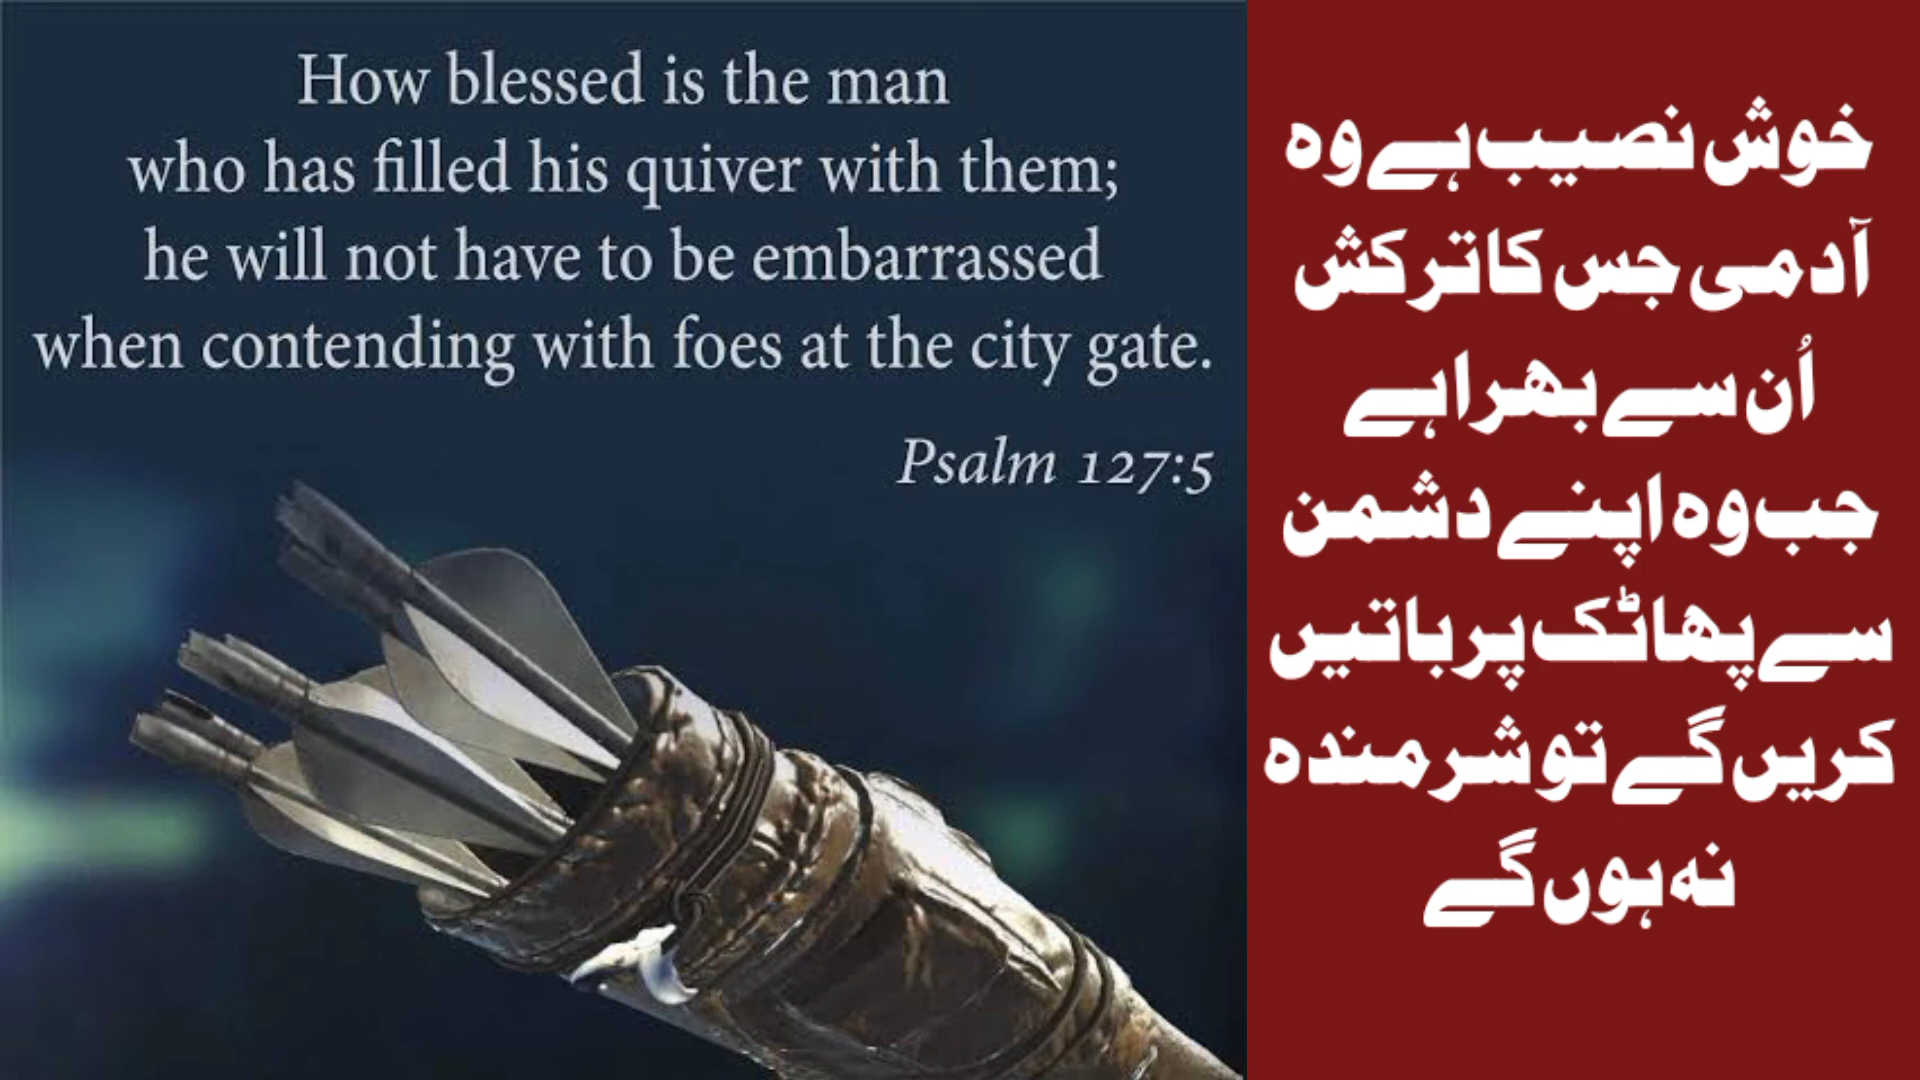 How blessed is the man
who has filled his quiver with them;
he will not have to be embarrassed
when contending with foes at the city gate.
Psalm 127:5
خوش نصیب ہے وہ
آدمی جس کا ترکش
اُن سے بھرا ہے
جب وہ اپنے دشمن
سے پھاٹک پر باتیں
کریں گے تو شرمندہ
نہ ہوں گے